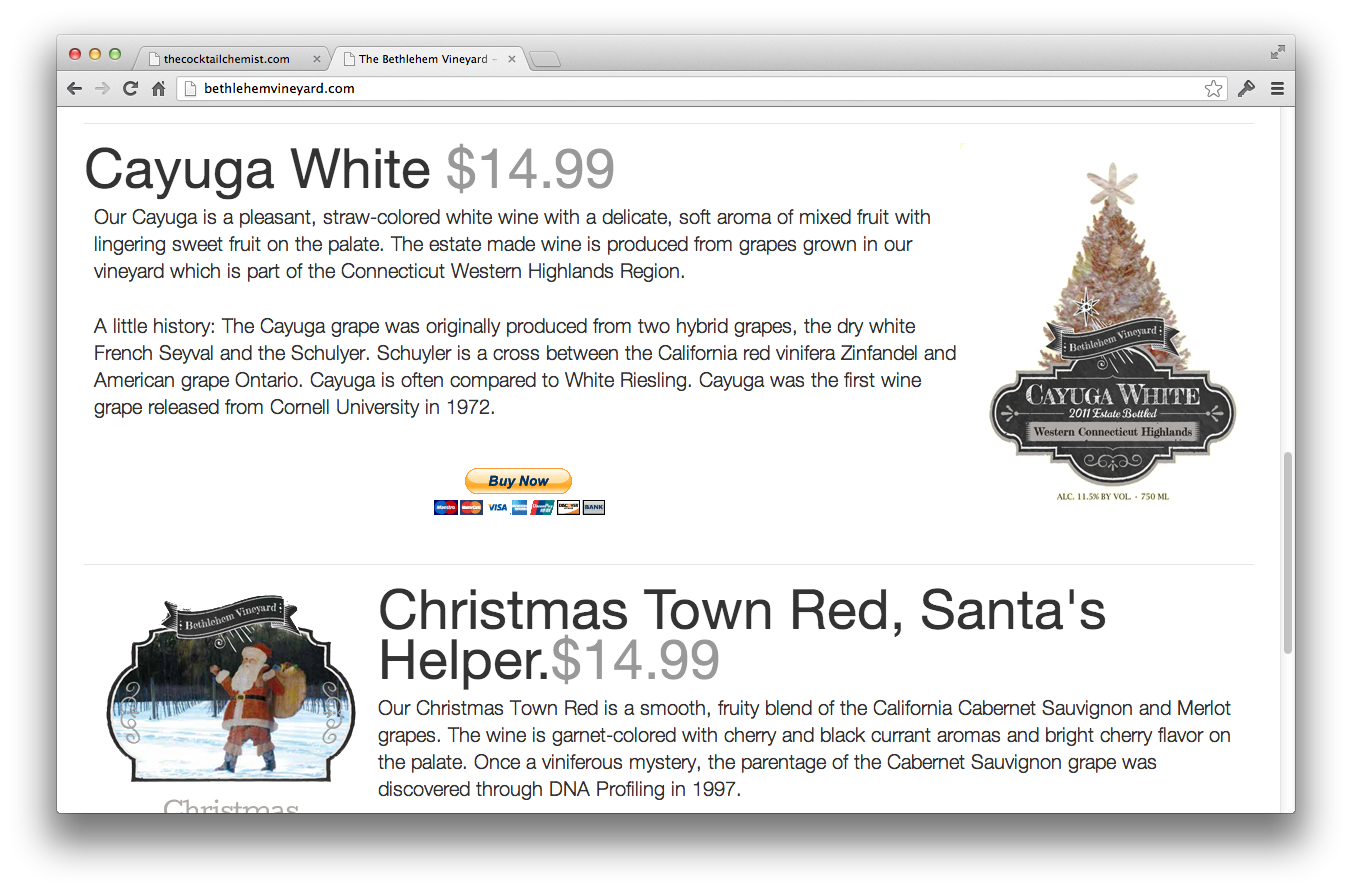 thecocktailchemist.com
The Bethlehem Vineyard -
bethlehemvineyard.com
Cayuga White $14.99
Our Cayuga is a pleasant, straw-colored white wine with a delicate, soft aroma of mixed fruit with
lingering sweet fruit on the palate. The estate made wine is produced from grapes grown in our
vineyard which is part of the Connecticut Western Highlands Region.
A little history: The Cayuga grape was originally produced from two hybrid grapes, the dry white
French Seyval and the Schulyer. Schuyler is a cross between the California red vinifera Zinfandel and
American grape Ontario. Cayuga is often compared to White Riesling. Cayuga was the first wine
grape released from Cornell University in 1972.
Buy Now
Maestro MasterCard VISA DISCOVER BANK
Bethlehem Vineyard
CAYUGA WHITE
2011 Estate Bottled
Western Connecticut Highlands
ALC. 11.5% BY VOL. - 750 ML
Bethlehem Vineyard
Christmas
Christmas Town Red, Santa's
Helper.$14.99
Our Christmas Town Red is a smooth, fruity blend of the California Cabernet Sauvignon and Merlot
grapes. The wine is garnet-colored with cherry and black currant aromas and bright cherry flavor on
the palate. Once a viniferous mystery, the parentage of the Cabernet Sauvignon grape was
discovered through DNA Profiling in 1997.